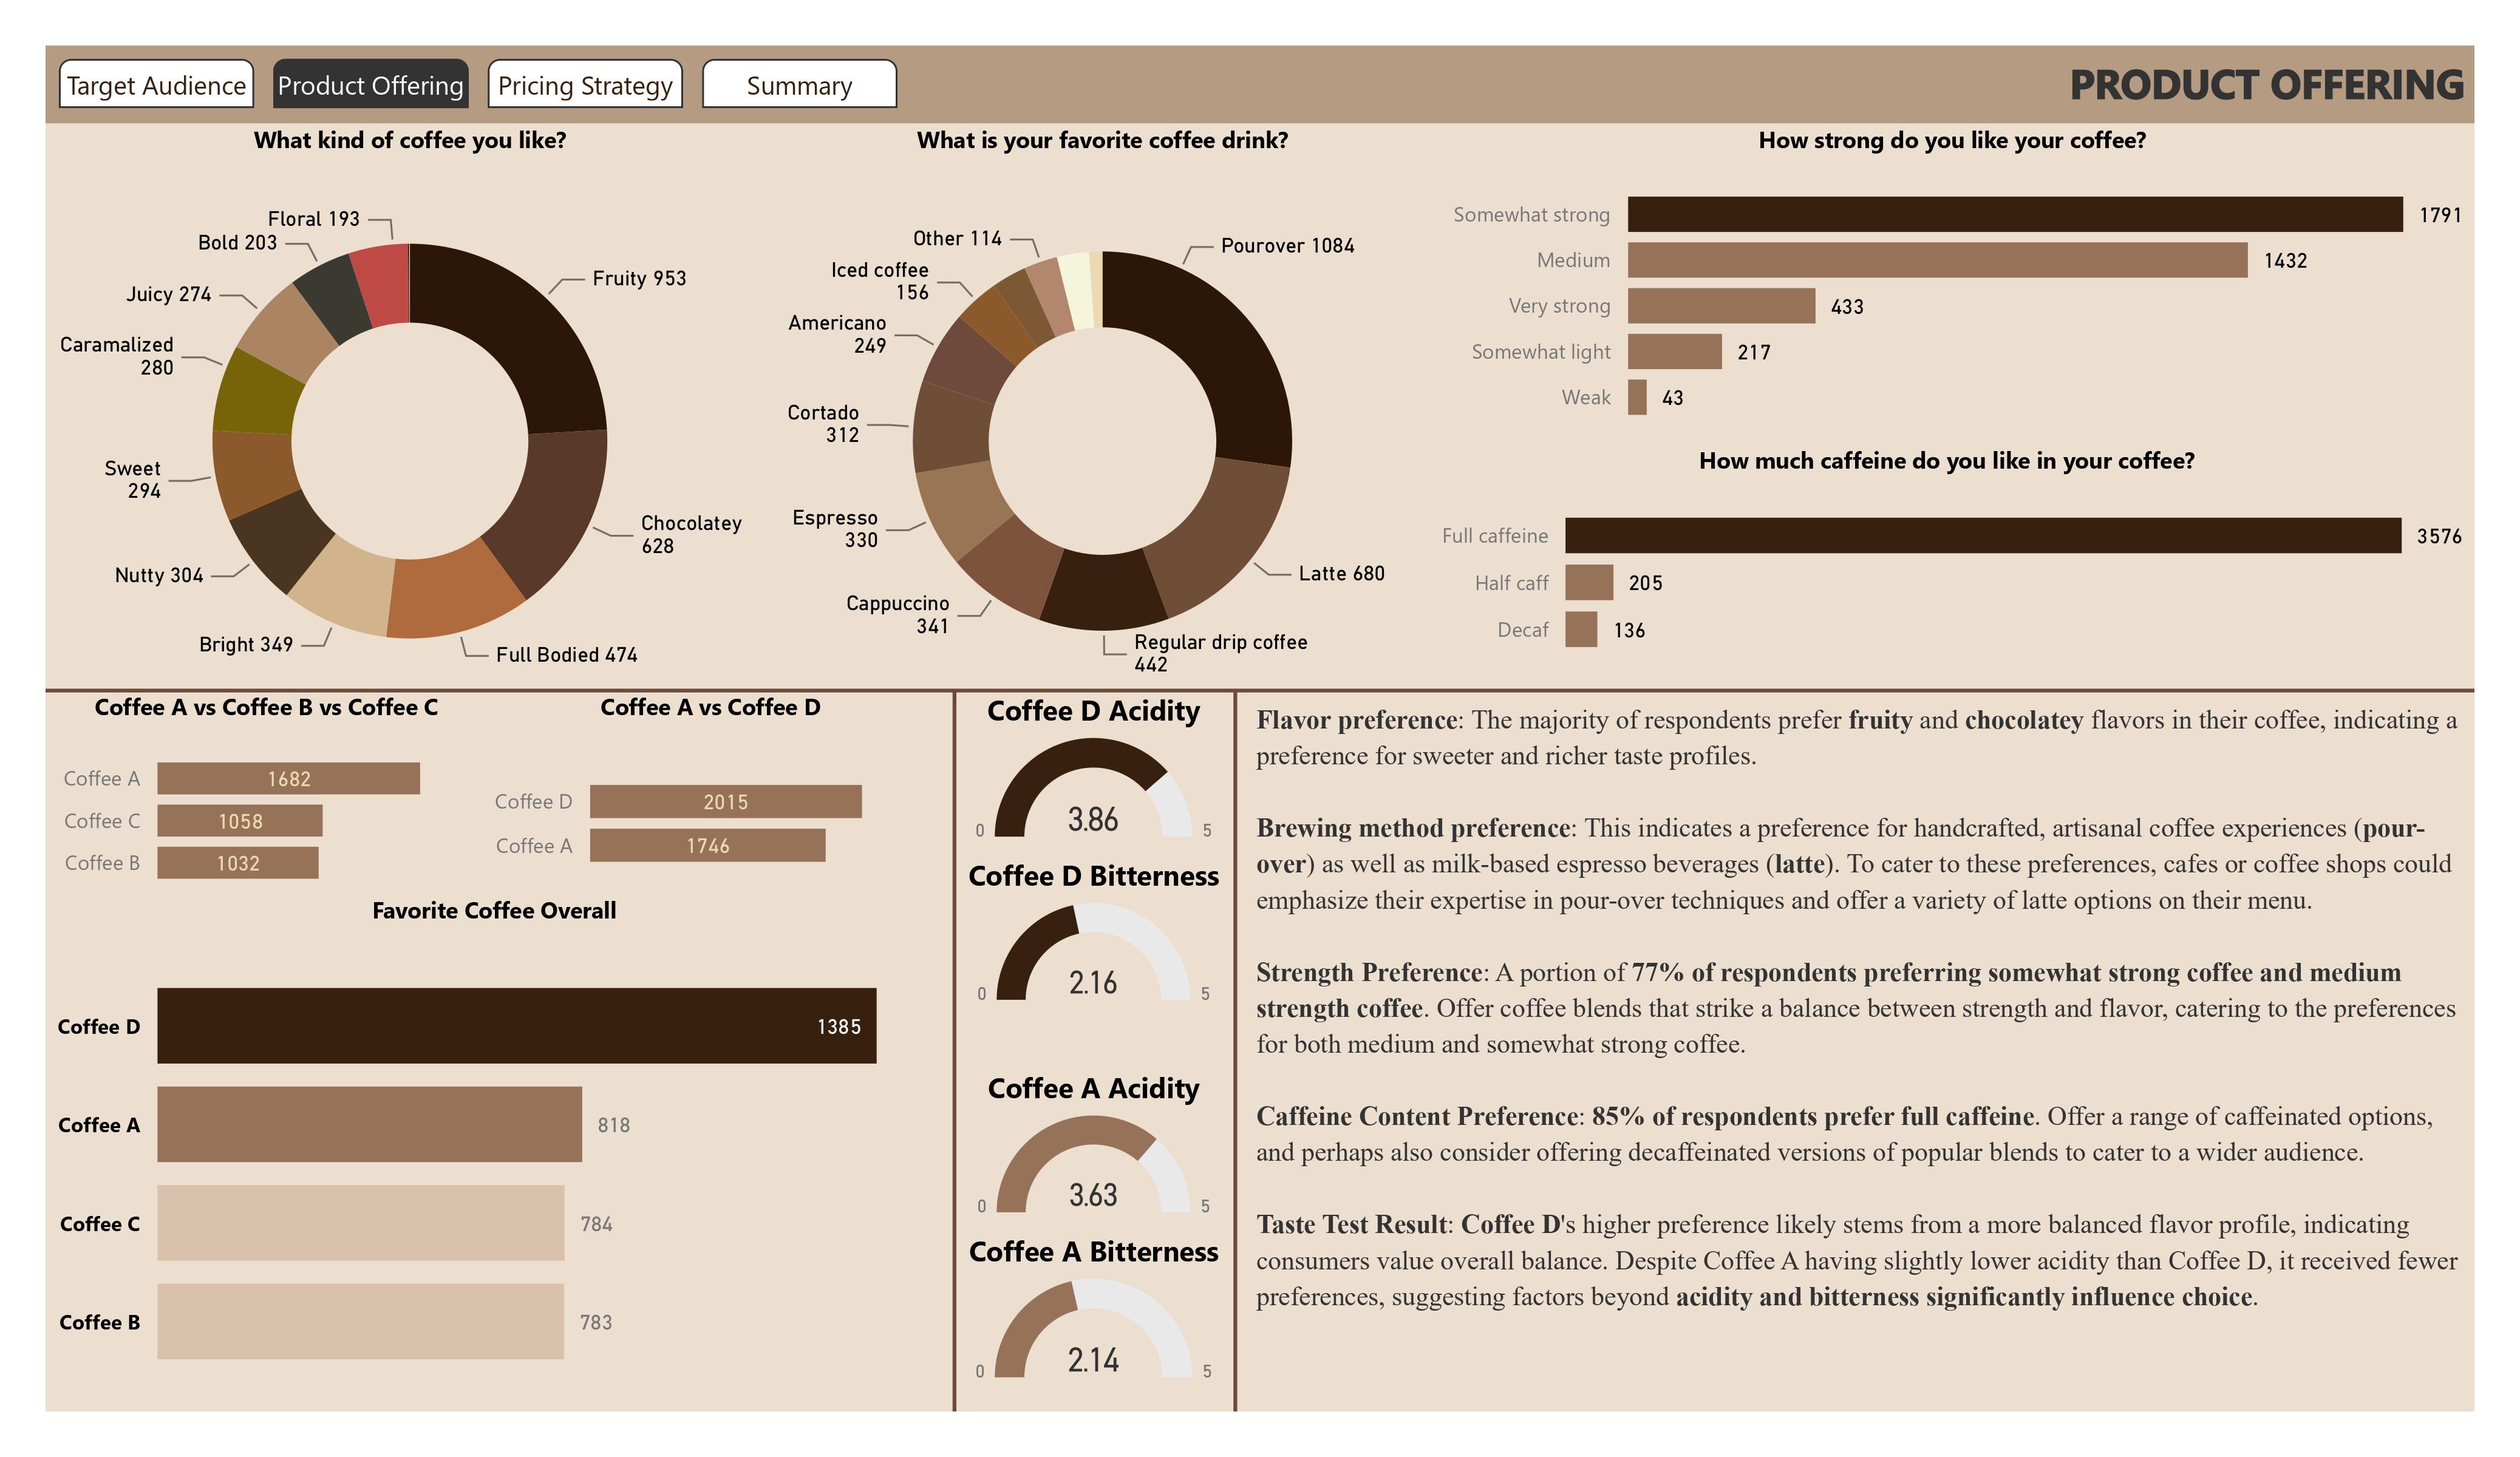 Target Audience
Product Offering
Pricing Strategy
Summary
PRODUCT OFFERING
What kind of coffee you like?
Floral 193
Bold 203
Juicy 274
Caramalized
280
Sweet
294
Nutty 304
Bright 349
Full Bodied 474
Chocolatey
628
Fruity 953
What is your favorite coffee drink?
Other 114
Iced coffee
156
Americano
249
Cortado
312
Espresso
330
Cappuccino
341
Regular drip coffee
442
Latte 680
Pourover 1084
How strong do you like your coffee?
Somewhat strong 1791
Medium 1432
Very strong 433
Somewhat light 217
Weak 43
How much caffeine do you like in your coffee?
Full caffeine 3576
Half caff 205
Decaf 136
Coffee A vs Coffee B vs Coffee C
Coffee A 1682
Coffee C 1058
Coffee B 1032
Coffee A vs Coffee D
Coffee D 2015
Coffee A 1746
Favorite Coffee Overall
Coffee D 1385
Coffee A 818
Coffee C 784
Coffee B 783
Coffee D Acidity
3.86
0 5
Coffee D Bitterness
2.16
0 5
Coffee A Acidity
3.63
0 5
Coffee A Bitterness
2.14
0 5
Flavor preference: The majority of respondents prefer fruity and chocolatey flavors in their coffee, indicating a
preference for sweeter and richer taste profiles.
Brewing method preference: This indicates a preference for handcrafted, artisanal coffee experiences (pour-
over) as well as milk-based espresso beverages (latte). To cater to these preferences, cafes or coffee shops could
emphasize their expertise in pour-over techniques and offer a variety of latte options on their menu.
Strength Preference: A portion of 77% of respondents preferring somewhat strong coffee and medium
strength coffee. Offer coffee blends that strike a balance between strength and flavor, catering to the preferences
for both medium and somewhat strong coffee.
Caffeine Content Preference: 85% of respondents prefer full caffeine. Offer a range of caffeinated options,
and perhaps also consider offering decaffeinated versions of popular blends to cater to a wider audience.
Taste Test Result: Coffee D's higher preference likely stems from a more balanced flavor profile, indicating
consumers value overall balance. Despite Coffee A having slightly lower acidity than Coffee D, it received fewer
preferences, suggesting factors beyond acidity and bitterness significantly influence choice.